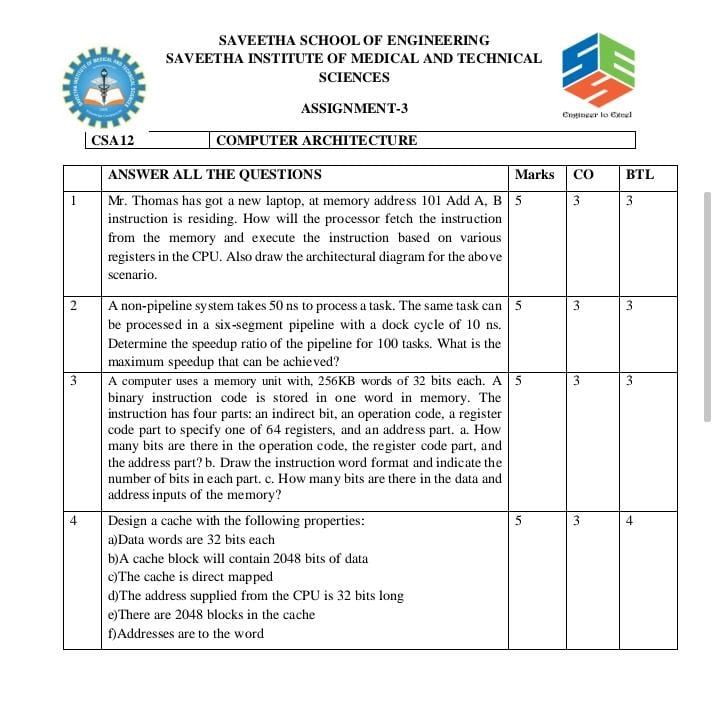 SAVEETHA SCHOOL OF ENGINEERING
SAVEETHA INSTITUTE OF MEDICAL AND TECHNICAL
SCIENCES
ASSIGNMENT-3
SES
Engineer to Excel
CSA12 COMPUTER ARCHITECTURE
ANSWER ALL THE QUESTIONS Marks CO BTL
1 Mr. Thomas has got a new laptop, at memory address 101 Add A, B 5 3 3
instruction is residing. How will the processor fetch the instruction
from the memory and execute the instruction based on various
registers in the CPU. Also draw the architectural diagram for the above
scenario.
2 A non-pipeline system takes 50 ns to process a task. The same task can 5 3 3
be processed in a six-segment pipeline with a dock cycle of 10 ns.
Determine the speedup ratio of the pipeline for 100 tasks. What is the
maximum speedup that can be achieved?
3 A computer uses a memory unit with, 256KB words of 32 bits each. A 5 3 3
binary instruction code is stored in one word in memory. The
instruction has four parts: an indirect bit, an operation code, a register
code part to specify one of 64 registers, and an address part. a. How
many bits are there in the operation code, the register code part, and
the address part? b. Draw the instruction word format and indicate the
number of bits in each part. c. How many bits are there in the data and
address inputs of the memory?
4 Design a cache with the following properties: 5 3 4
a)Data words are 32 bits each
b)A cache block will contain 2048 bits of data
c)The cache is direct mapped
d)The address supplied from the CPU is 32 bits long
e)There are 2048 blocks in the cache
f)Addresses are to the word